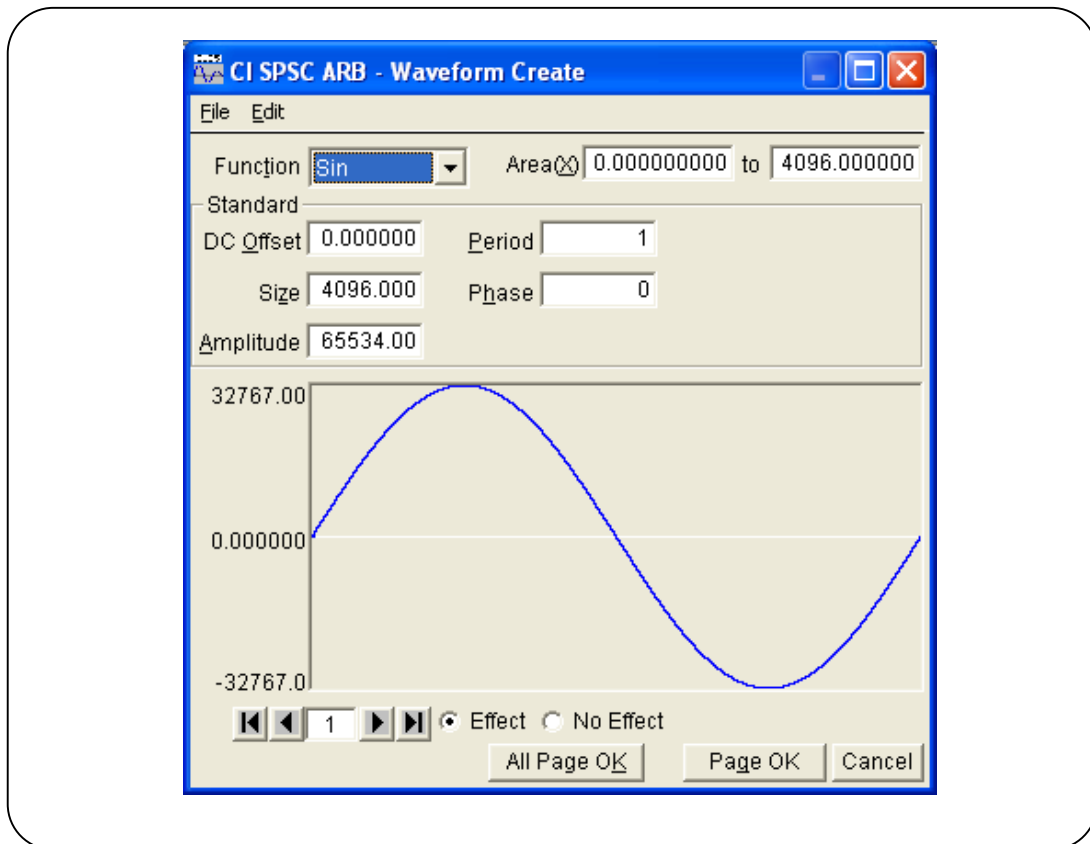 CI SPSC ARB - Waveform Create
File Edit
Function Sin Area(X) 0.000000000 to 4096.000000
Standard
DC Offset 0.000000 Period 1
Size 4096.000 Phase 0
Amplitude 65534.00
32767.00
0.000000
-32767.0
1 Effect No Effect
All Page OK Page OK Cancel